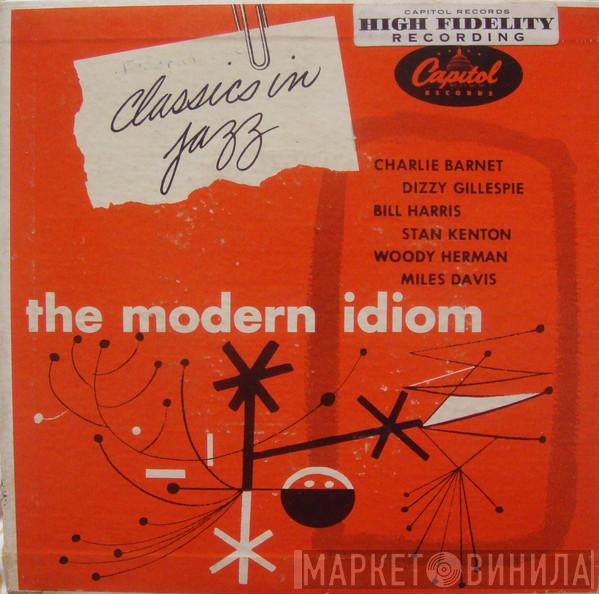 CAPITOL RECORDS
HIGH FIDELITY
RECORDING
Capitol
RECORDS
Classics in
jazz
CHARLIE BARNET
DIZZY GILLESPIE
BILL HARRIS
STAN KENTON
WOODY HERMAN
MILES DAVIS
the modern idiom
МАРКЕТ ВИНИЛА